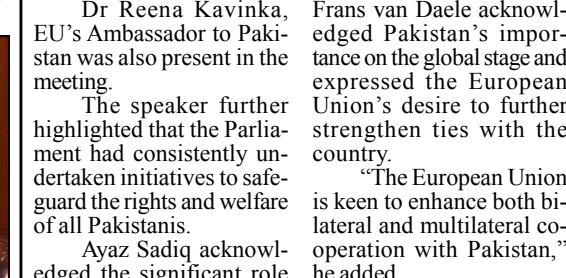 Dr Reena Kavinka,
EU’s Ambassador to Paki-
stan was also present in the
meeting.
The speaker further
highlighted that the Parlia-
ment had consistently un-
dertaken initiatives to safe-
guard the rights and welfare
of all Pakistanis.
Ayaz Sadiq acknowl-
edged the significant role
Frans van Daele acknowl-
edged Pakistan’s impor-
tance on the global stage and
expressed the European
Union’s desire to further
strengthen ties with the
country.
“The European Union
is keen to enhance both bi-
lateral and multilateral co-
operation with Pakistan,”
he added.